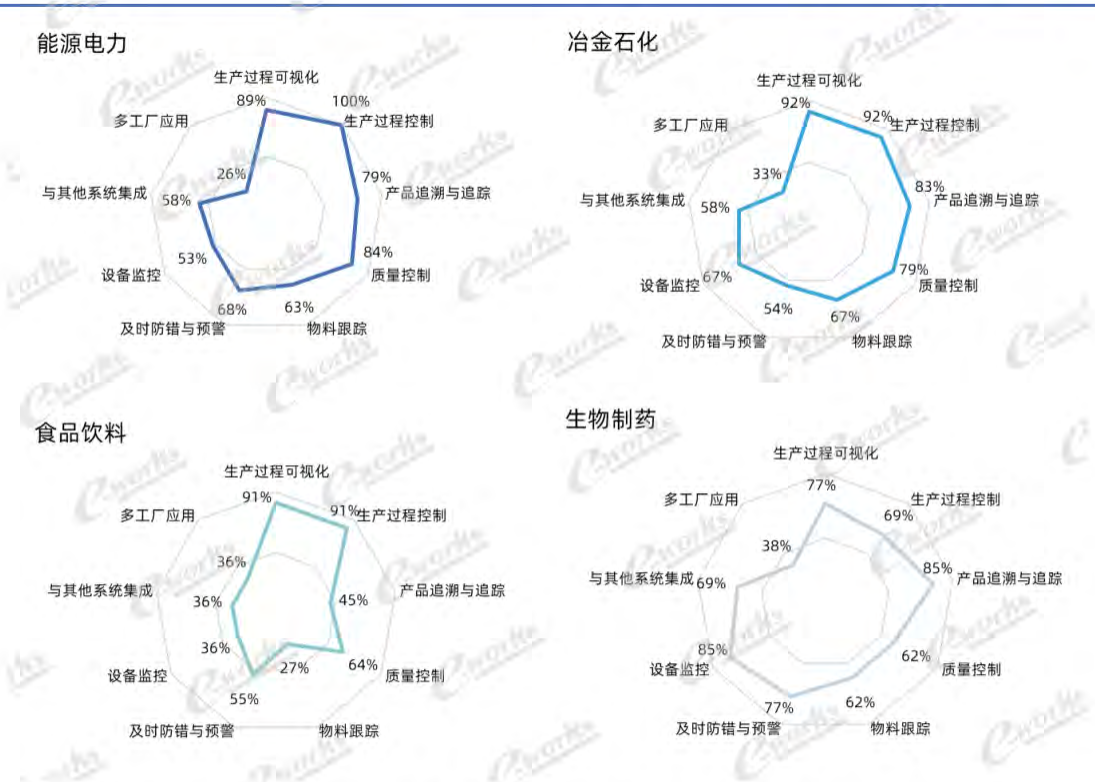 能源电力
生产过程可视化
89%
100%
生产过程控制
多工厂应用
26%
79%
产品追溯与追踪
与其他系统集成
58%
53%
84%
质量控制
设备监控
68%
63%
及时防错与预警
物料跟踪
冶金石化
生产过程可视化
92%
92%
生产过程控制
多工厂应用
33%
83%
产品追溯与追踪
与其他系统集成
58%
67%
79%
质量控制
设备监控
54%
67%
及时防错与预警
物料跟踪
食品饮料
生产过程可视化
91%
91%
生产过程控制
多工厂应用
36%
45%
产品追溯与追踪
与其他系统集成
36%
36%
64%
质量控制
设备监控
27%
55%
及时防错与预警
物料跟踪
生物制药
生产过程可视化
77%
69%
生产过程控制
多工厂应用
38%
85%
产品追溯与追踪
与其他系统集成
69%
85%
62%
质量控制
设备监控
77%
62%
及时防错与预警
物料跟踪
e-works